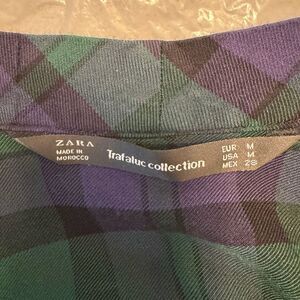 ZARA
MADE IN
MOROCCO
Trafaluc collection
EUR M
USA M
MEX 28